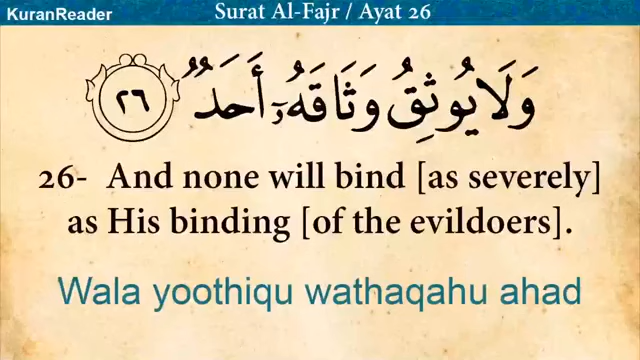 KuranReader
Surat Al-Fajr / Ayat 26
وَلَا يُوثِقُ وَثَاقَهُۥٓ أَحَدٌۭ ٢٦
26- And none will bind [as severely]
as His binding [of the evildoers].
Wala yoothiqu wathaqahu ahad